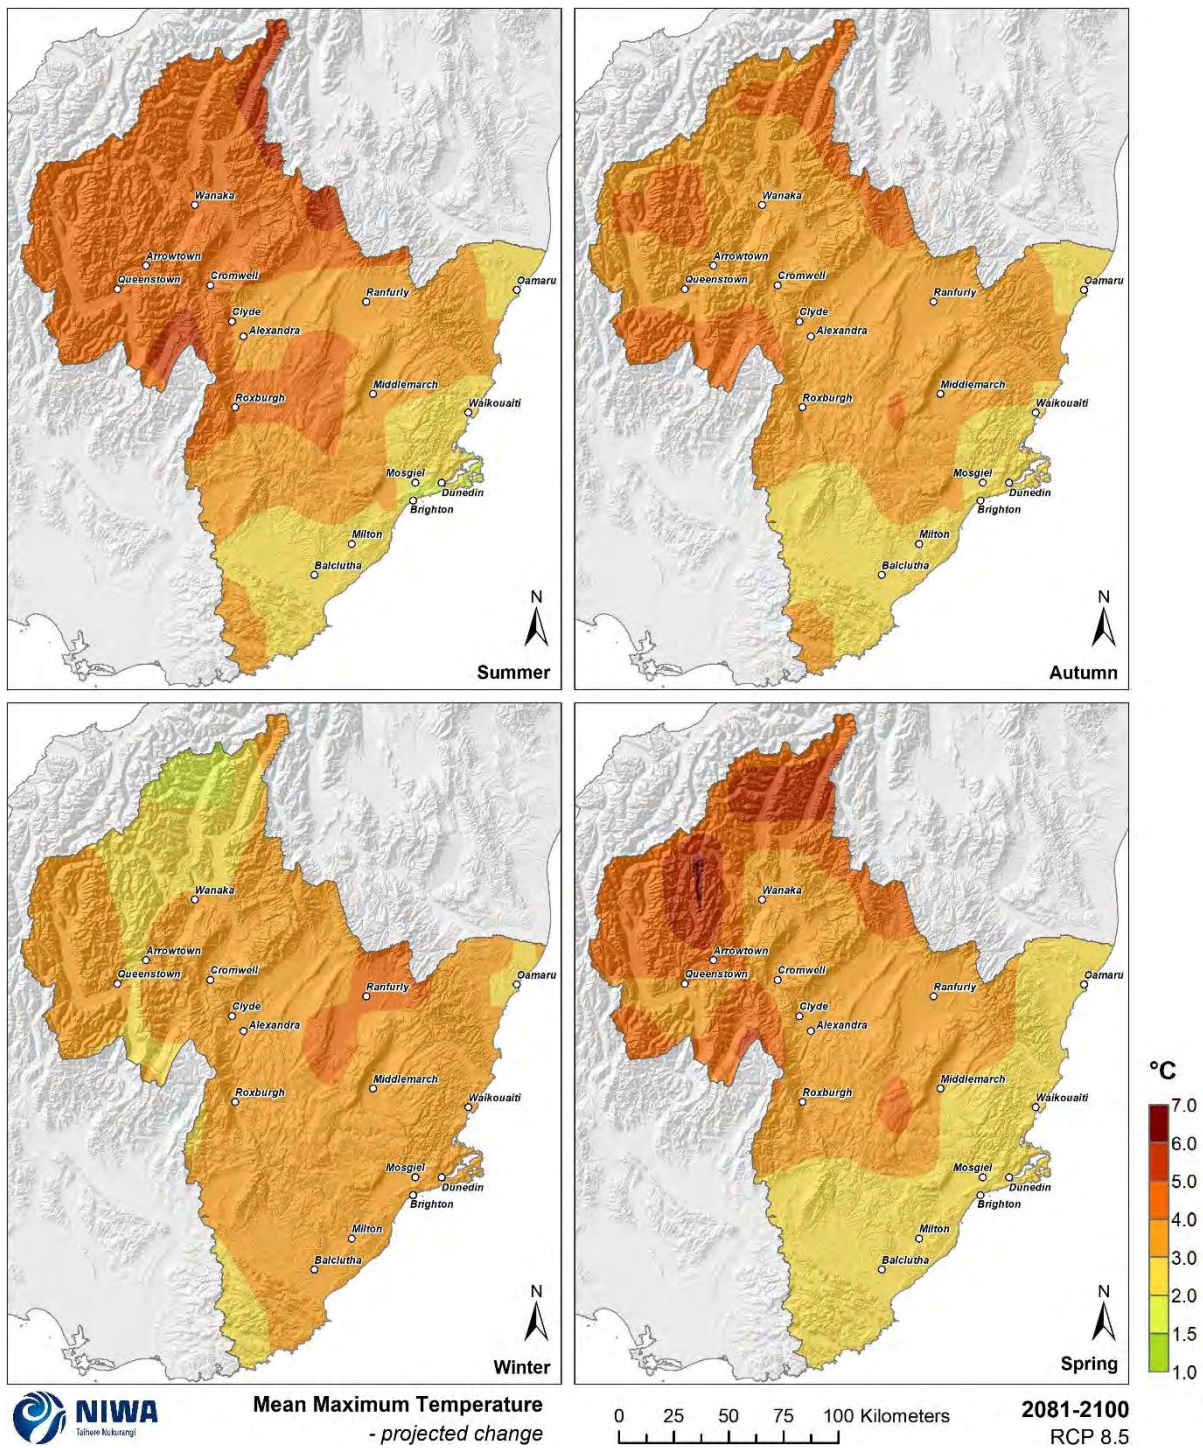 Wanaka
Arrowtown
Queenstown
Cromwell
Oamaru
Ranfurly
Clyde
Alexandra
Middlemarch
Roxburgh
Waikouaiti
Mosgiel
Dunedin
Brighton
Milton
Balclutha
N
Summer
Wanaka
Arrowtown
Queenstown
Cromwell
Oamaru
Ranfurly
Clyde
Alexandra
Middlemarch
Roxburgh
Waikouaiti
Mosgiel
Dunedin
Brighton
Milton
Balclutha
N
Autumn
Wanaka
Arrowtown
Queenstown
Cromwell
Oamaru
Ranfurly
Clyde
Alexandra
Middlemarch
Roxburgh
Waikouaiti
Mosgiel
Dunedin
Brighton
Milton
Balclutha
N
Winter
Wanaka
Arrowtown
Queenstown
Cromwell
Oamaru
Ranfurly
Clyde
Alexandra
Middlemarch
Roxburgh
Waikouaiti
Mosgiel
Dunedin
Brighton
Milton
Balclutha
N
Spring
°C
7.0
6.0
5.0
4.0
3.0
2.0
1.5
1.0
NIWA
Taihoro Nukurangi
Mean Maximum Temperature
- projected change
0 25 50 75 100 Kilometers
2081-2100
RCP 8.5